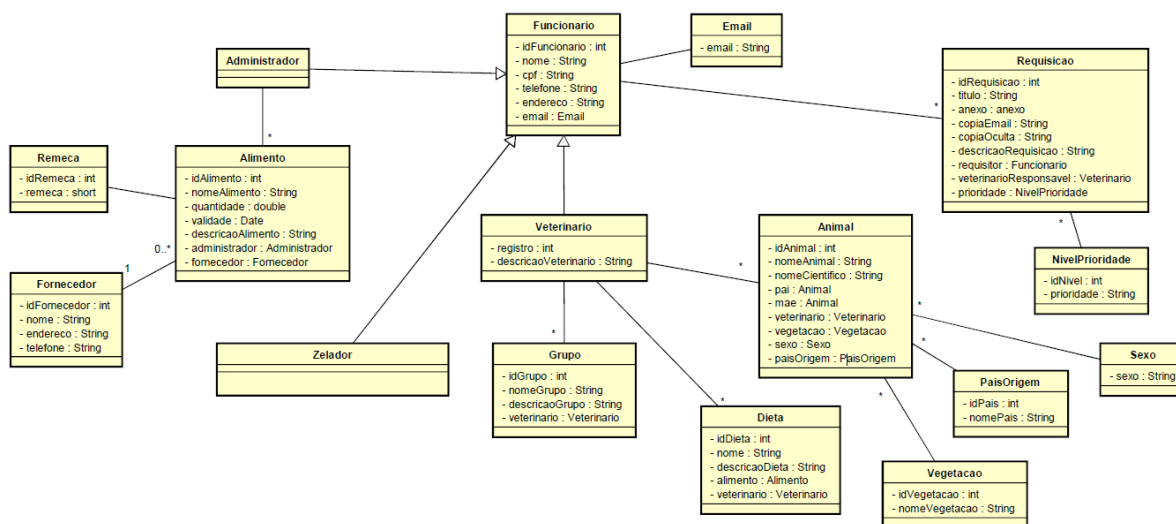 Funcionario
- idFuncionario : int
- nome : String
- cpf : String
- telefone : String
- endereco : String
- email : Email
Email
- email : String
Administrador
Requisicao
- idRequisicao : int
- titulo : String
- anexo : anexo
- copiaEmail : String
- copiaOculta : String
- descricaoRequisicao : String
- requisitor : Funcionario
- veterinarioResponsavel : Veterinario
- prioridade : NivelPrioridade
*
*
Remeca
- idRemeca : int
- remeca : short
Alimento
- idAlimento : int
- nomeAlimento : String
- quantidade : double
- validade : Date
- descricaoAlimento : String
- administrador : Administrador
- fornecedor : Fornecedor
0..*
1
Fornecedor
- idFornecedor : int
- nome : String
- endereco : String
- telefone : String
Veterinario
- registro : int
- descricaoVeterinario : String
*
Animal
- idAnimal : int
- nomeAnimal : String
- nomeCientifico : String
- pai : Animal
- mae : Animal
- veterinario : Veterinario
- vegetacao : Vegetacao
- sexo : Sexo
- paisOrigem : PaisOrigem
*
NivelPrioridade
- idNivel : int
- prioridade : String
*
*
*
Zelador
*
Grupo
- idGrupo : int
- nomeGrupo : String
- descricaoGrupo : String
- veterinario : Veterinario
Sexo
- sexo : String
PaisOrigem
- idPais : int
- nomePais : String
*
Dieta
- idDieta : int
- nome : String
- descricaoDieta : String
- alimento : Alimento
- veterinario : Veterinario
Vegetacao
- idVegetacao : int
- nomeVegetacao : String